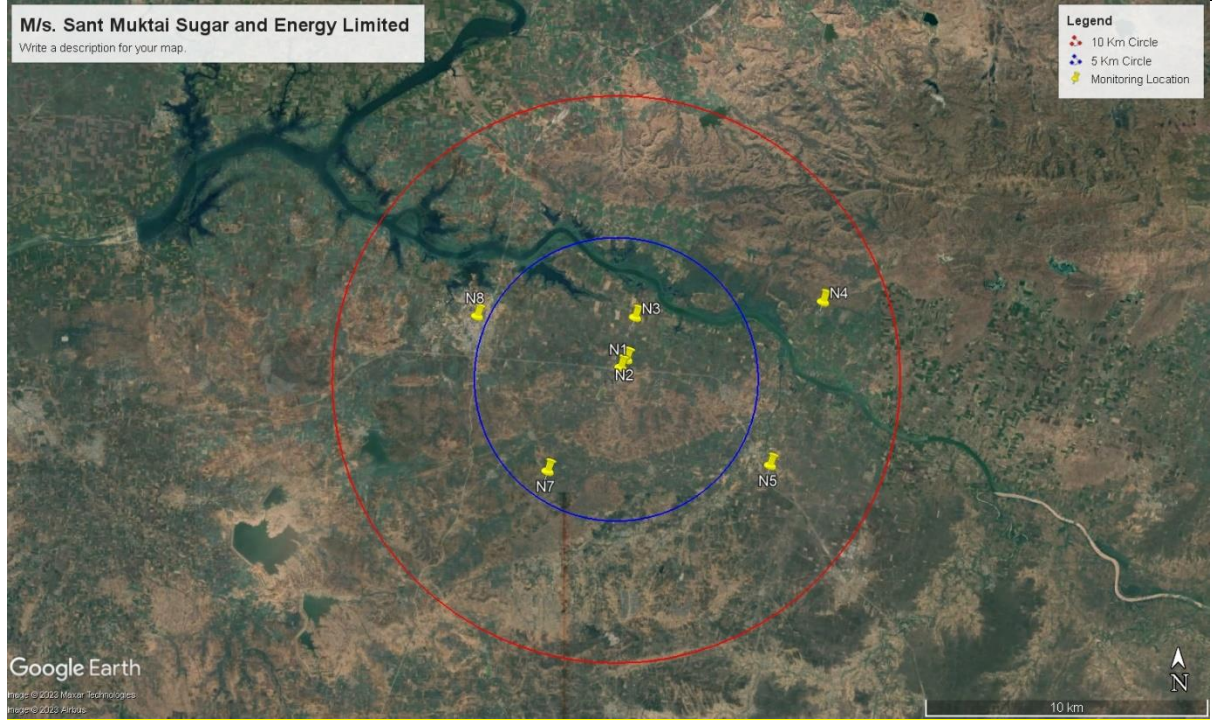 M/s. Sant Muktai Sugar and Energy Limited
Write a description for your map.
Legend
10 Km Circle
5 Km Circle
Monitoring Location
N8
N3
N4
N1
N2
N7
N5
Google Earth
Image © 2023 Maxar Technologies
Image © 2023 Airbus
N
10 km